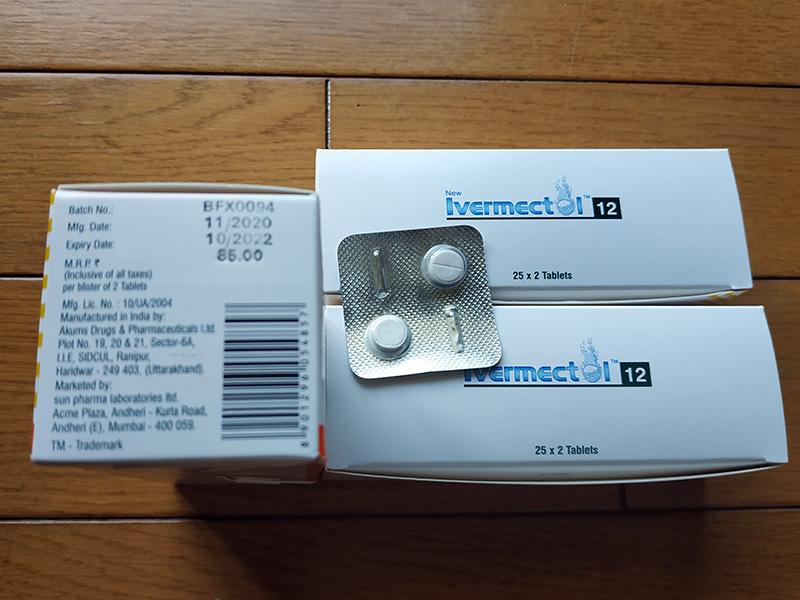 Batch No.: BFX0094
Mfg. Date: 11/2020
Expiry Date: 10/2022
M.R.P. ₹ 85.00
(Inclusive of all taxes)
per blister of 2 Tablets
Mfg. Lic. No. : 10/UA/2004
Manufactured in India by:
Akums Drugs & Pharmaceuticals Ltd.
Plot No. 19, 20 & 21, Sector-6A,
I.I.E, SIDCUL, Ranipur,
Haridwar - 249 403, (Uttarakhand).
Marketed by:
sun pharma laboratories ltd.
Acme Plaza, Andheri - Kurla Road,
Andheri (E), Mumbai - 400 059.
TM - Trademark
New
Ivermectol™ 12
25 x 2 Tablets
Ivermectol™ 12
25 x 2 Tablets